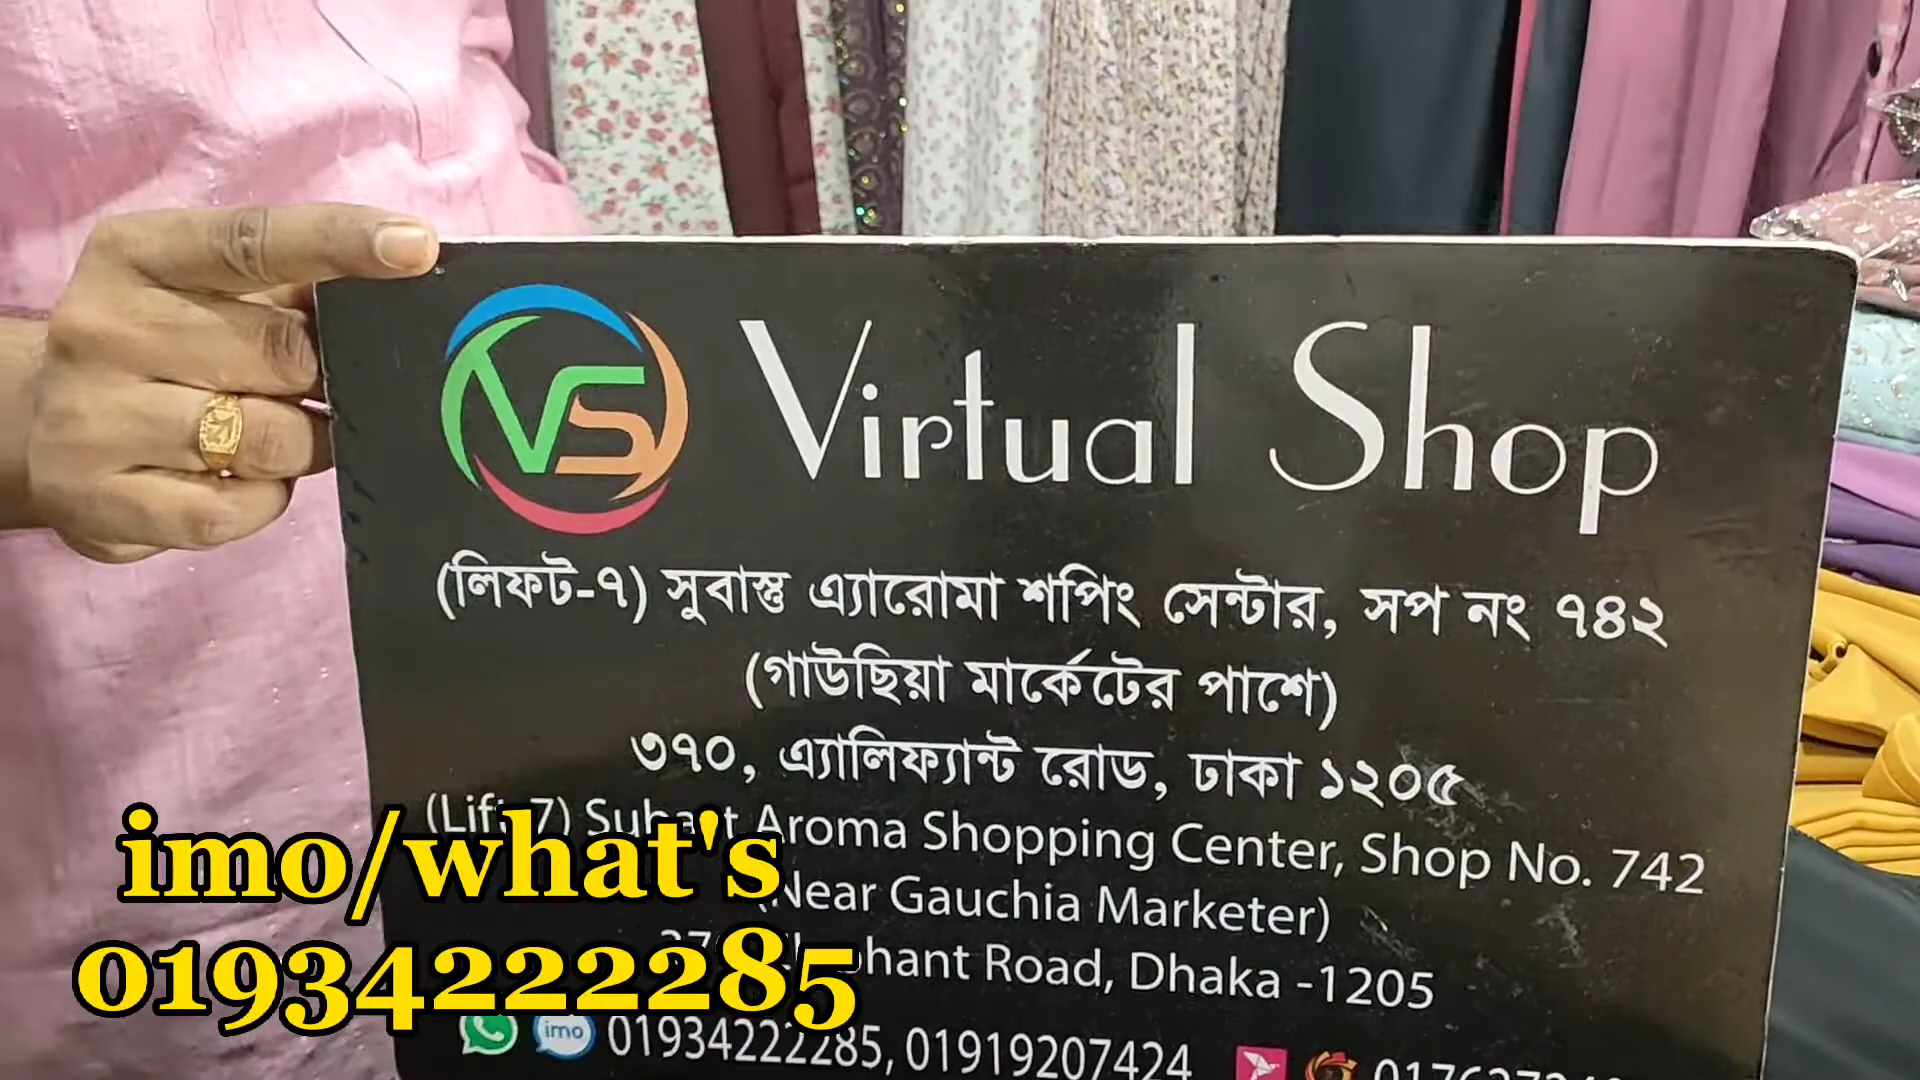 VS Virtual Shop
(লিফট-৭) সুবাস্তু এ্যারোমা শপিং সেন্টার, সপ নং ৭৪২
(গাউছিয়া মার্কেটের পাশে)
৩৭০, এ্যালিফ্যান্ট রোড, ঢাকা ১২০৫
Aroma Shopping Center, Shop No. 742
(Near Gauchia Marketer)
Road, Dhaka -1205
imo 01934222285, 01919207424
imo/what's
01934222285